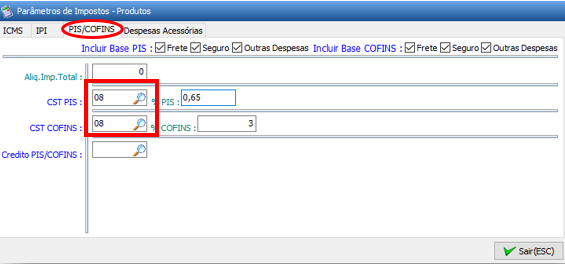 Parâmetros de Impostos - Produtos
ICMS IPI PIS/COFINS Despesas Acessórias
Incluir Base PIS : Frete Seguro Outras Despesas Incluir Base COFINS : Frete Seguro Outras Despesas
Aliq.Imp.Total : 0
CST PIS : 08 % PIS : 0,65
CST COFINS : 08 % COFINS : 3
Credito PIS/COFINS :
Sair(ESC)